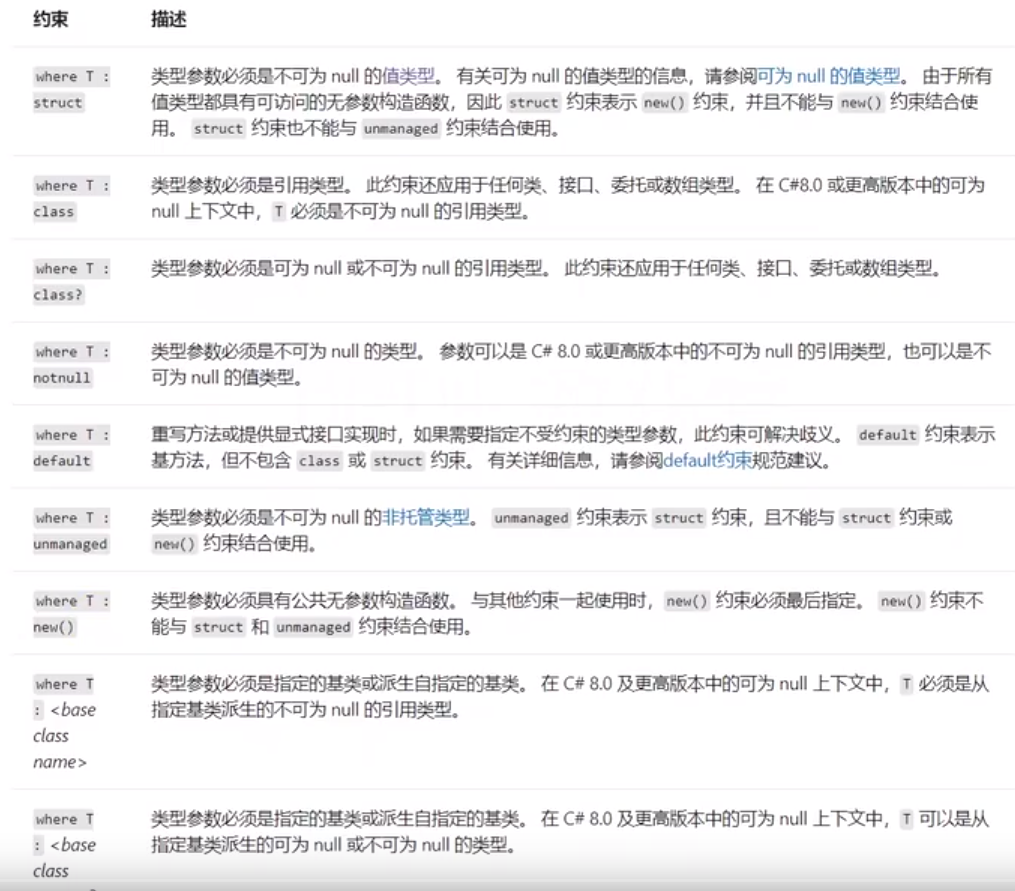 约束 描述
where T : 类型参数必须是不可为 null 的值类型。 有关可为 null 的值类型的信息，请参阅可为 null 的值类型。 由于所有
struct 值类型都具有可访问的无参数构造函数，因此 struct 约束表示 new() 约束，并且不能与 new() 约束结合使
用。 struct 约束也不能与 unmanaged 约束结合使用。
where T : 类型参数必须是引用类型。 此约束还应用于任何类、接口、委托或数组类型。 在 C#8.0 或更高版本中的可为
class null 上下文中，T 必须是不可为 null 的引用类型。
where T : 类型参数必须是可为 null 或不可为 null 的引用类型。 此约束还应用于任何类、接口、委托或数组类型。
class?
where T : 类型参数必须是不可为 null 的类型。 参数可以是 C# 8.0 或更高版本中的不可为 null 的引用类型，也可以是不
notnull 可为 null 的值类型。
where T : 重写方法或提供显式接口实现时，如果需要指定不受约束的类型参数，此约束可解决歧义。 default 约束表示
default 基方法，但不包含 class 或 struct 约束。 有关详细信息，请参阅default约束规范建议。
where T : 类型参数必须是不可为 null 的非托管类型。 unmanaged 约束表示 struct 约束，且不能与 struct 约束或
unmanaged new() 约束结合使用。
where T : 类型参数必须具有公共无参数构造函数。 与其他约束一起使用时，new() 约束必须最后指定。 new() 约束不
new() 能与 struct 和 unmanaged 约束结合使用。
where T 类型参数必须是指定的基类或派生自指定的基类。 在 C# 8.0 及更高版本中的可为 null 上下文中，T 必须是从
: <base 指定基类派生的不可为 null 的引用类型。
class
name>
where T 类型参数必须是指定的基类或派生自指定的基类。 在 C# 8.0 及更高版本中的可为 null 上下文中，T 可以是从
: <base 指定基类派生的可为 null 或不可为 null 的类型。
class